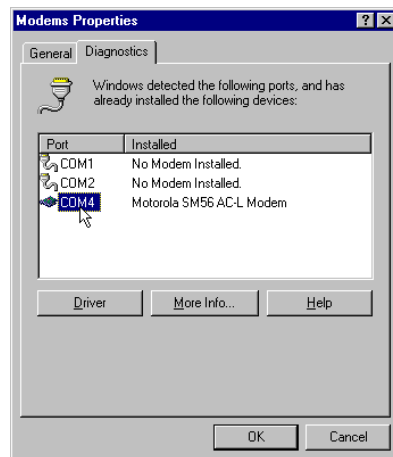 Modems Properties
General Diagnostics
Windows detected the following ports, and has
already installed the following devices:
Port Installed
COM1 No Modem Installed.
COM2 No Modem Installed.
COM4 Motorola SM56 AC-L Modem
Driver More Info... Help
OK Cancel